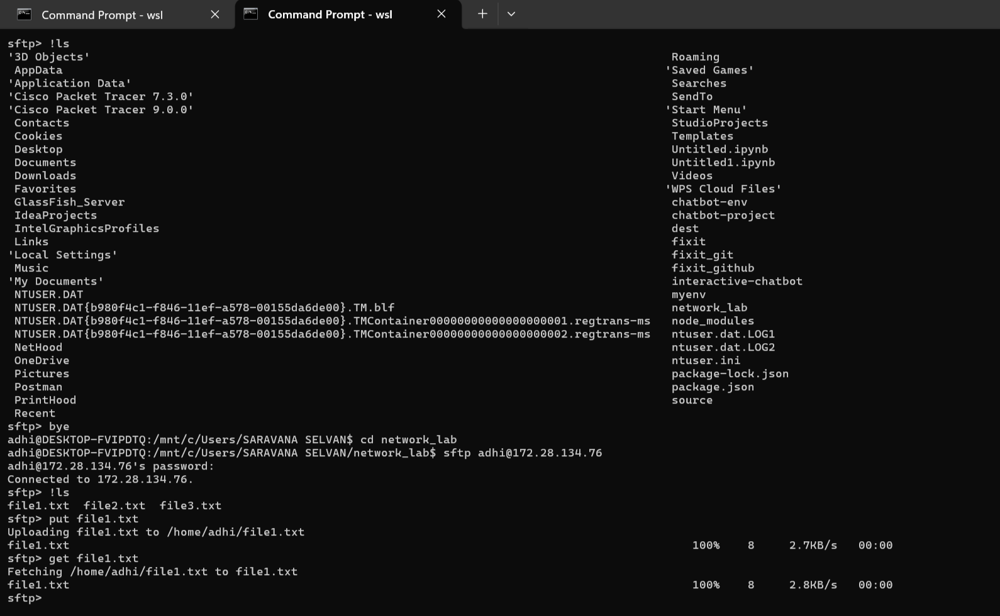 Command Prompt - wsl Command Prompt - wsl
sftp> !ls
'3D Objects' Roaming
AppData 'Saved Games'
'Application Data' Searches
'Cisco Packet Tracer 7.3.0' SendTo
'Cisco Packet Tracer 9.0.0' 'Start Menu'
Contacts StudioProjects
Cookies Templates
Desktop Untitled.ipynb
Documents Untitled1.ipynb
Downloads Videos
Favorites 'WPS Cloud Files'
GlassFish_Server chatbot-env
IdeaProjects chatbot-project
IntelGraphicsProfiles dest
Links fixit
'Local Settings' fixit_git
Music fixit_github
'My Documents' interactive-chatbot
NTUSER.DAT myenv
NTUSER.DAT{b980f4c1-f846-11ef-a578-00155da6de00}.TM.blf network_lab
NTUSER.DAT{b980f4c1-f846-11ef-a578-00155da6de00}.TMContainer00000000000000000001.regtrans-ms node_modules
NTUSER.DAT{b980f4c1-f846-11ef-a578-00155da6de00}.TMContainer00000000000000000002.regtrans-ms ntuser.dat.LOG1
NetHood ntuser.dat.LOG2
OneDrive ntuser.ini
Pictures package-lock.json
Postman package.json
PrintHood source
Recent
sftp> bye
adhi@DESKTOP-FVIPDTQ:/mnt/c/Users/SARAVANA SELVAN$ cd network_lab
adhi@DESKTOP-FVIPDTQ:/mnt/c/Users/SARAVANA SELVAN/network_lab$ sftp adhi@172.28.134.76
adhi@172.28.134.76's password:
Connected to 172.28.134.76.
sftp> !ls
file1.txt file2.txt file3.txt
sftp> put file1.txt
Uploading file1.txt to /home/adhi/file1.txt
file1.txt 100% 8 2.7KB/s 00:00
sftp> get file1.txt
Fetching /home/adhi/file1.txt to file1.txt
file1.txt 100% 8 2.8KB/s 00:00
sftp>